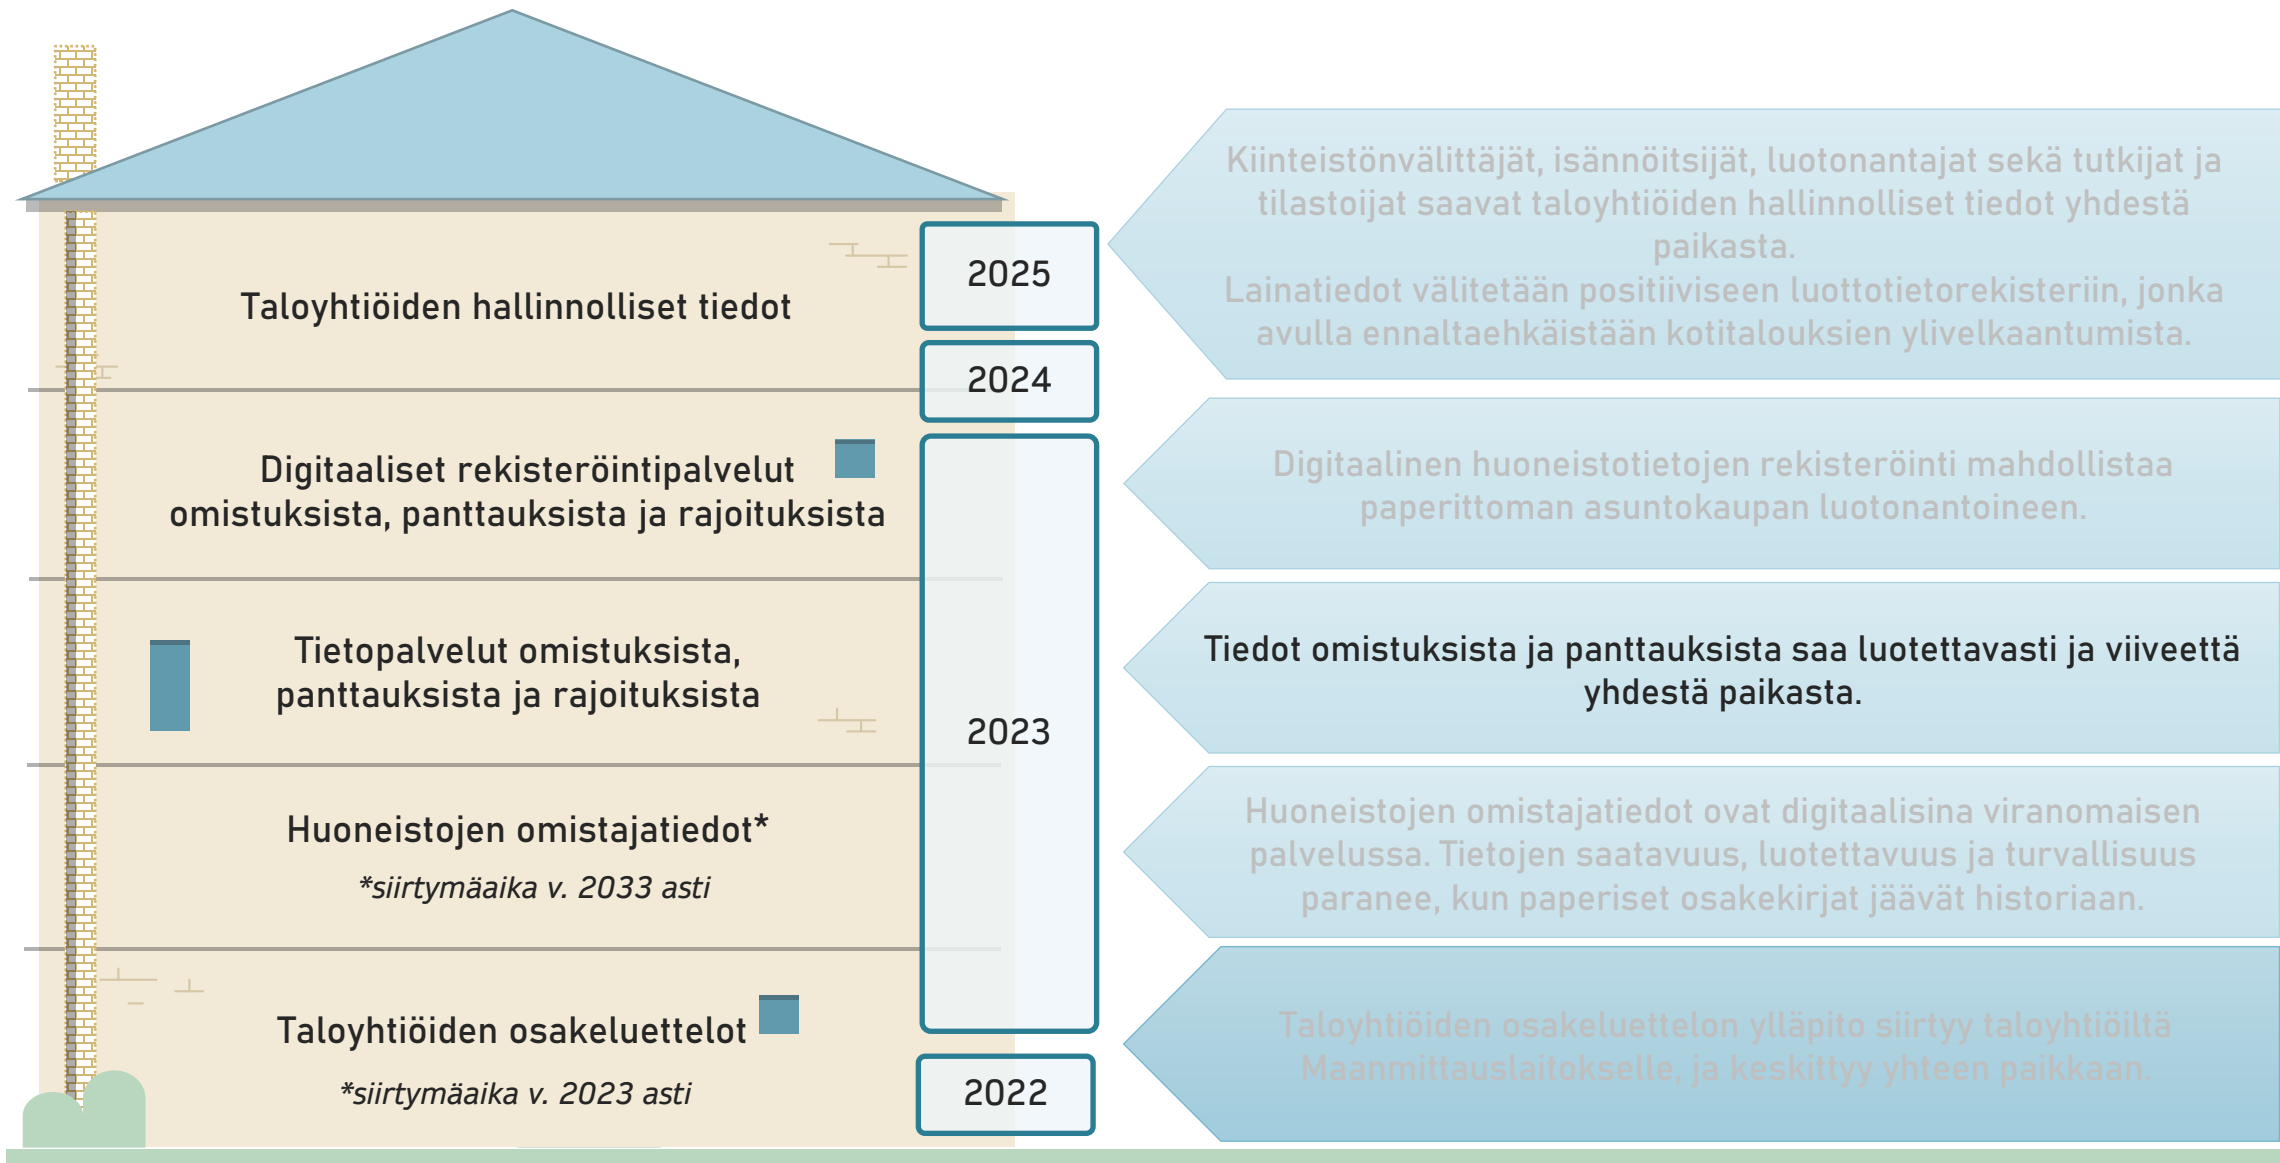 Taloyhtiöiden hallinnolliset tiedot
2025
Kiinteistönvälittäjät, isännöitsijät, luotonantajat sekä tutkijat ja
tilastoijat saavat taloyhtiöiden hallinnolliset tiedot yhdestä
paikasta.
Lainatiedot välitetään positiiviseen luottotietorekisteriin, jonka
avulla ennaltaehkäistään kotitalouksien ylivelkaantumista.
2024
Digitaaliset rekisteröintipalvelut
omistuksista, panttauksista ja rajoituksista
Digitaalinen huoneistotietojen rekisteröinti mahdollistaa
paperittoman asuntokaupan luotonantoineen.
Tietopalvelut omistuksista,
panttauksista ja rajoituksista
2023
Tiedot omistuksista ja panttauksista saa luotettavasti ja viiveettä
yhdestä paikasta.
Huoneistojen omistajatiedot*
*siirtymäaika v. 2033 asti
Huoneistojen omistajatiedot ovat digitaalisina viranomaisen
palvelussa. Tietojen saatavuus, luotettavuus ja turvallisuus
paranee, kun paperiset osakekirjat jäävät historiaan.
Taloyhtiöiden osakeluettelot
*siirtymäaika v. 2023 asti
2022
Taloyhtiöiden osakeluettelon ylläpito siirtyy taloyhtiöiltä
Maanmittauslaitokselle, ja keskittyy yhteen paikkaan.